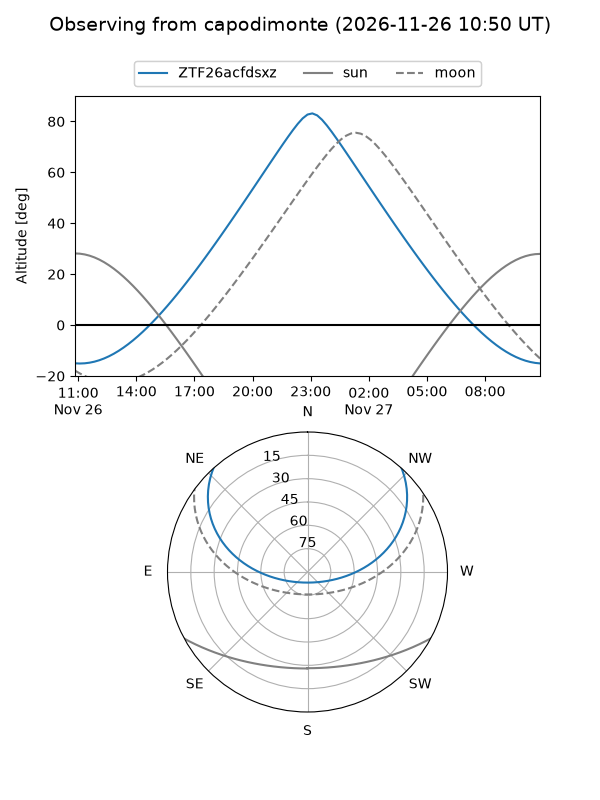 Observing from capodimonte (2026-11-26 10:50 UT)
ZTF26acfdsxz sun moon
Altitude [deg]
80
60
40
20
0
−20
11:00 14:00 17:00 20:00 23:00 02:00 05:00 08:00
Nov 26 Nov 27
N
NE NW
15
30
45
60
75
E W
SE SW
S